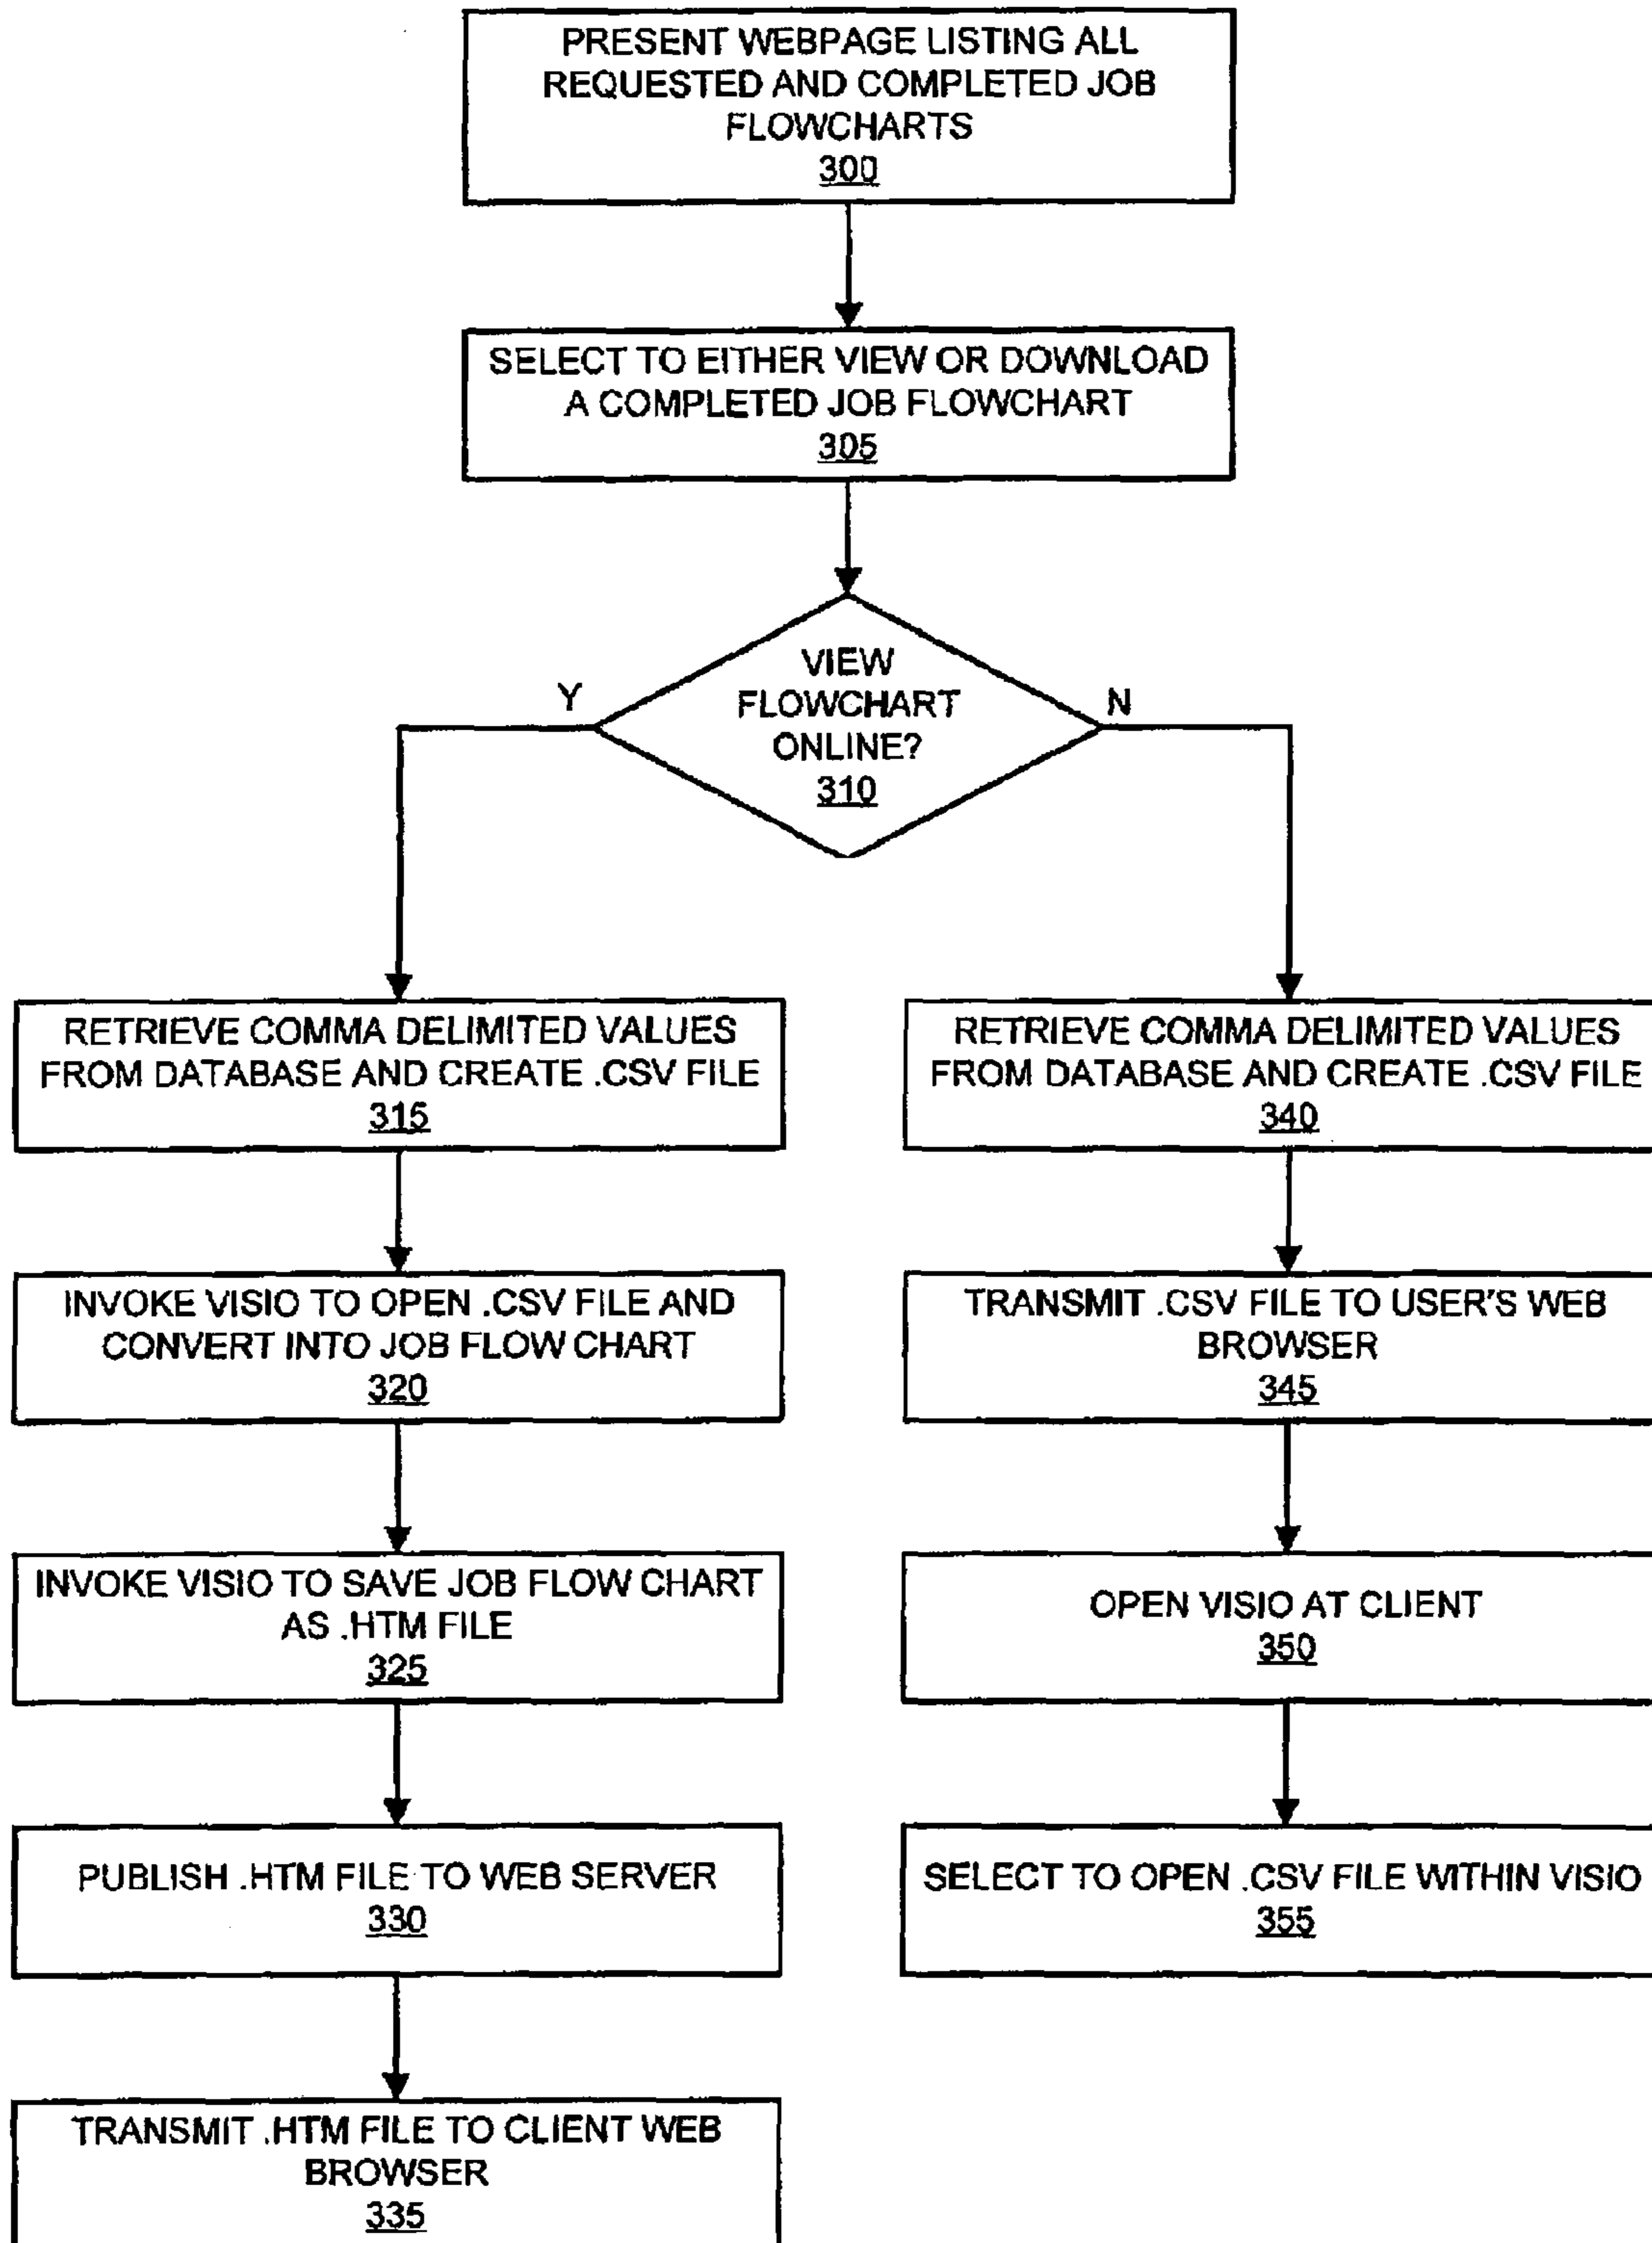 PRESENT WEBPAGE LISTING ALL
REQUESTED AND COMPLETED JOB
FLOWCHARTS
300
SELECT TO EITHER VIEW OR DOWNLOAD
A COMPLETED JOB FLOWCHART
305
VIEW
FLOWCHART
ONLINE?
310
Y
N
RETRIEVE COMMA DELIMITED VALUES
FROM DATABASE AND CREATE .CSV FILE
315
INVOKE VISIO TO OPEN .CSV FILE AND
CONVERT INTO JOB FLOW CHART
320
INVOKE VISIO TO SAVE JOB FLOW CHART
AS .HTM FILE
325
PUBLISH .HTM FILE TO WEB SERVER
330
TRANSMIT .HTM FILE TO CLIENT WEB
BROWSER
335
RETRIEVE COMMA DELIMITED VALUES
FROM DATABASE AND CREATE .CSV FILE
340
TRANSMIT .CSV FILE TO USER'S WEB
BROWSER
345
OPEN VISIO AT CLIENT
350
SELECT TO OPEN .CSV FILE WITHIN VISIO
355